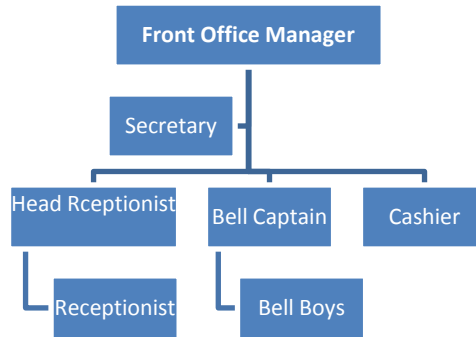 Front Office Manager
Secretary
Head Rceptionist
Bell Captain
Cashier
Receptionist
Bell Boys